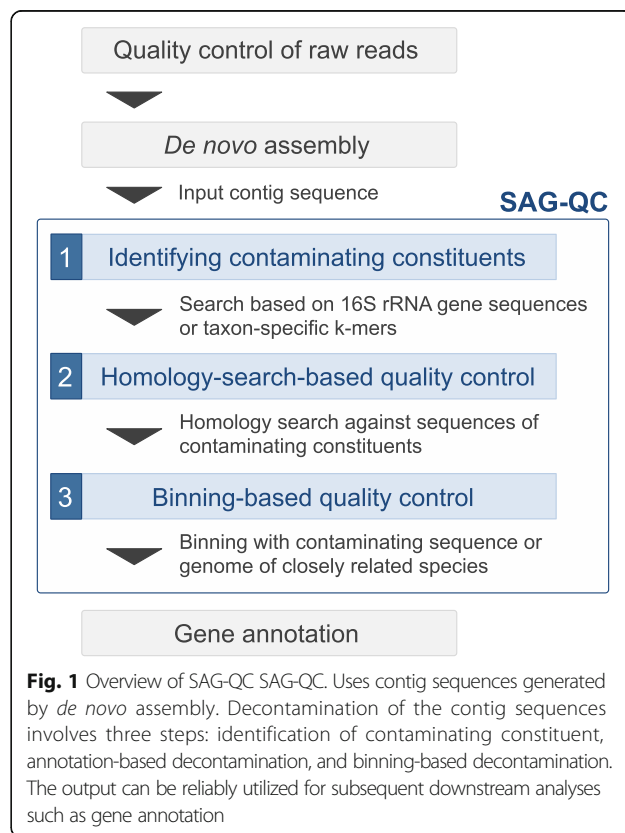 Quality control of raw reads
De novo assembly
Input contig sequence
SAG-QC
1 Identifying contaminating constituents
Search based on 16S rRNA gene sequences
or taxon-specific k-mers
2 Homology-search-based quality control
Homology search against sequences of
contaminating constituents
3 Binning-based quality control
Binning with contaminating sequence or
genome of closely related species
Gene annotation
Fig. 1 Overview of SAG-QC SAG-QC. Uses contig sequences generated
by de novo assembly. Decontamination of the contig sequences
involves three steps: identification of contaminating constituent,
annotation-based decontamination, and binning-based decontamination.
The output can be reliably utilized for subsequent downstream analyses
such as gene annotation